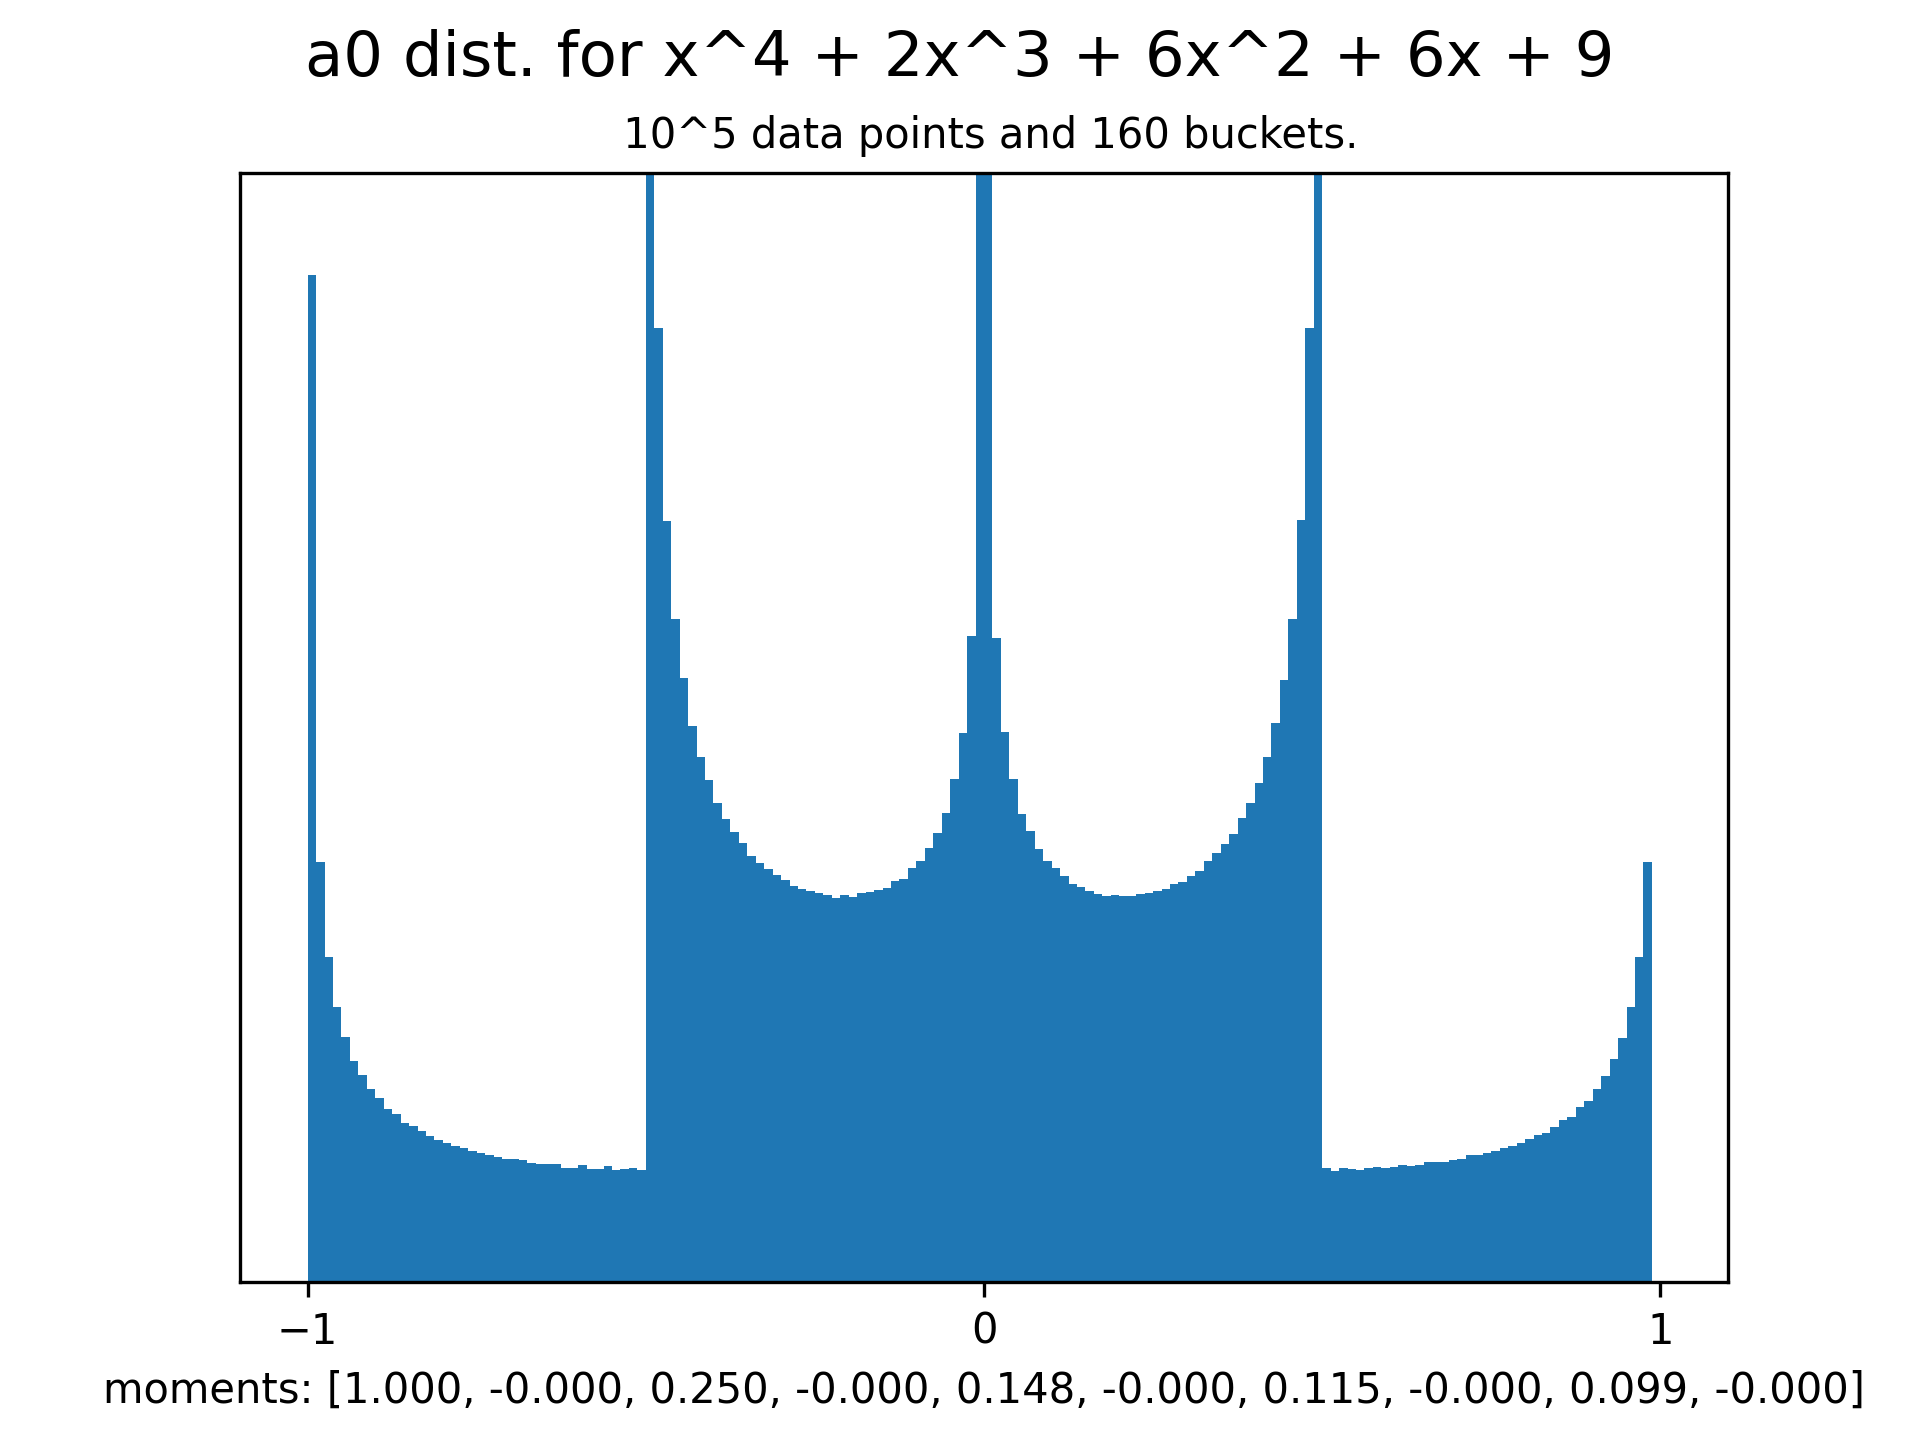 a0 dist. for x^4 + 2x^3 + 6x^2 + 6x + 9
10^5 data points and 160 buckets.
−1 0 1
moments: [1.000, -0.000, 0.250, -0.000, 0.148, -0.000, 0.115, -0.000, 0.099, -0.000]